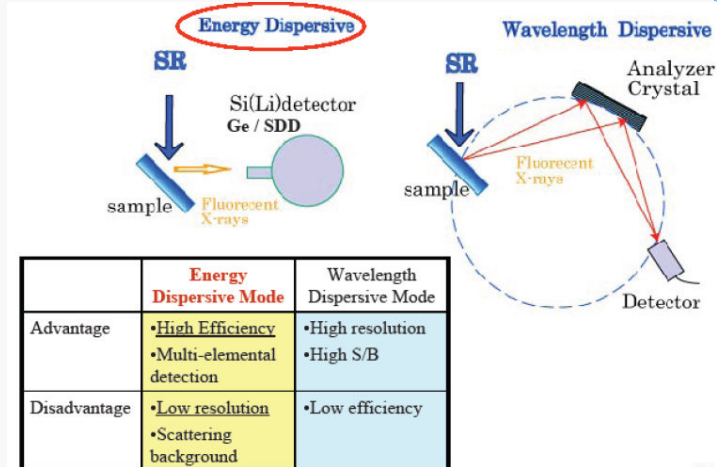 Energy Dispersive
SR
Si(Li)detector
Ge / SDD
sample
Fluorecent
X-rays
Wavelength Dispersive
SR
Analyzer
Crystal
Fluorecent
X-rays
sample
Detector
Energy
Dispersive Mode
Wavelength
Dispersive Mode
Advantage
•High Efficiency
•Multi-elemental
detection
•High resolution
•High S/B
Disadvantage
•Low resolution
•Scattering
background
•Low efficiency